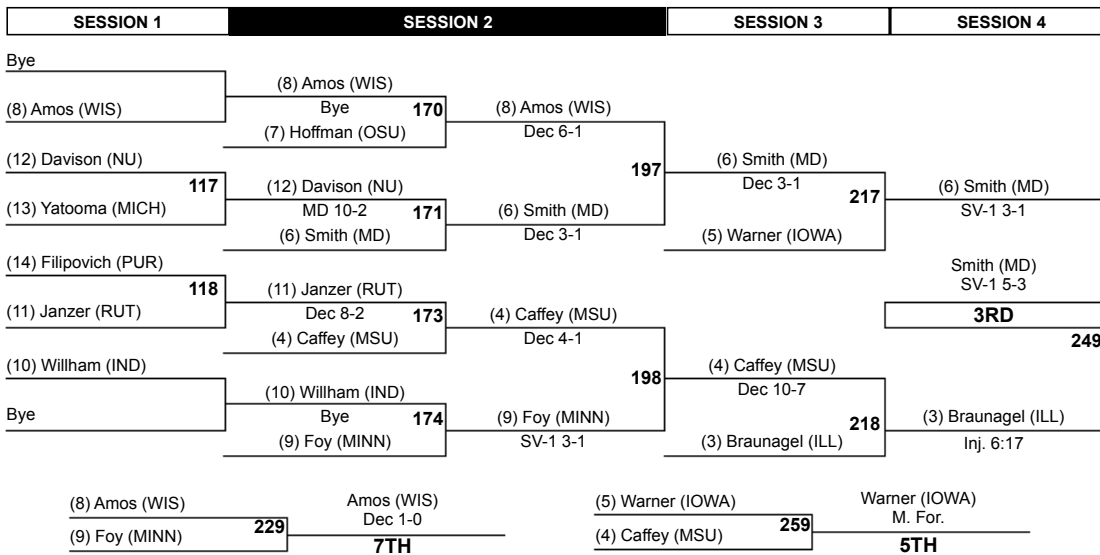 SESSION 1
SESSION 2
SESSION 3
SESSION 4
Bye
(8) Amos (WIS)
(12) Davison (NU)
117
(13) Yatooma (MICH)
(14) Filipovich (PUR)
118
(11) Janzer (RUT)
(10) Willham (IND)
Bye
(8) Amos (WIS)
Bye
170
(7) Hoffman (OSU)
(12) Davison (NU)
MD 10-2
171
(6) Smith (MD)
(11) Janzer (RUT)
Dec 8-2
173
(4) Caffey (MSU)
(10) Willham (IND)
Bye
174
(9) Foy (MINN)
(8) Amos (WIS)
Dec 6-1
197
(6) Smith (MD)
Dec 3-1
(4) Caffey (MSU)
Dec 4-1
198
(9) Foy (MINN)
SV-1 3-1
(6) Smith (MD)
Dec 3-1
217
(5) Warner (IOWA)
(4) Caffey (MSU)
Dec 10-7
218
(3) Braunagel (ILL)
(6) Smith (MD)
SV-1 3-1
Smith (MD)
SV-1 5-3
3RD
249
(3) Braunagel (ILL)
Inj. 6:17
(8) Amos (WIS)
229
(9) Foy (MINN)
Amos (WIS)
Dec 1-0
7TH
(5) Warner (IOWA)
259
(4) Caffey (MSU)
Warner (IOWA)
M. For.
5TH